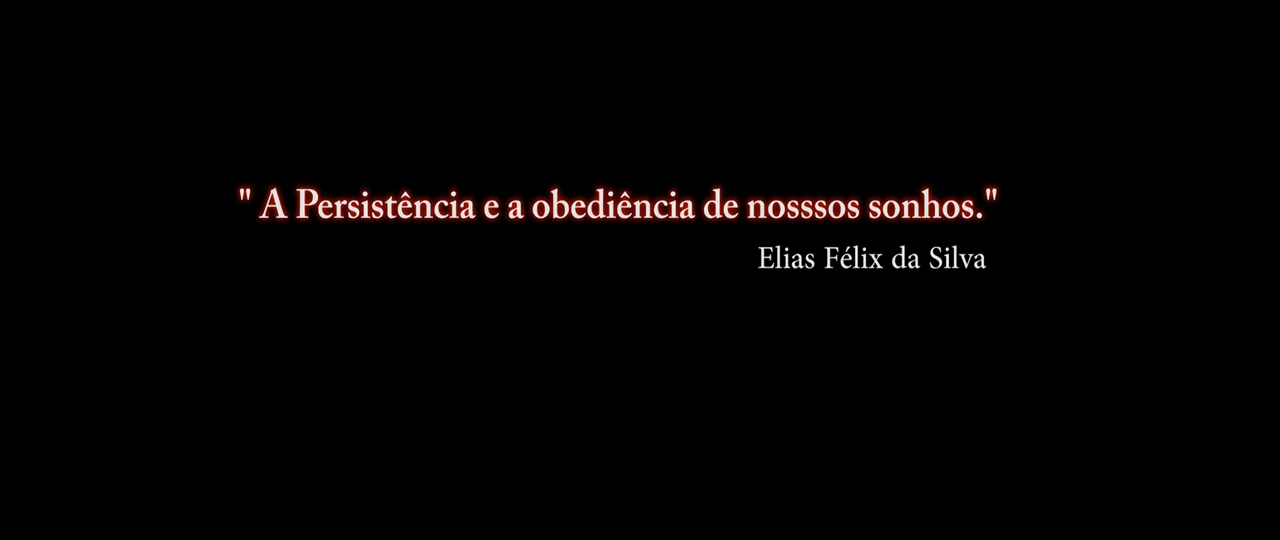 " A Persistência e a obediência de nosssos sonhos."
Elias Félix da Silva